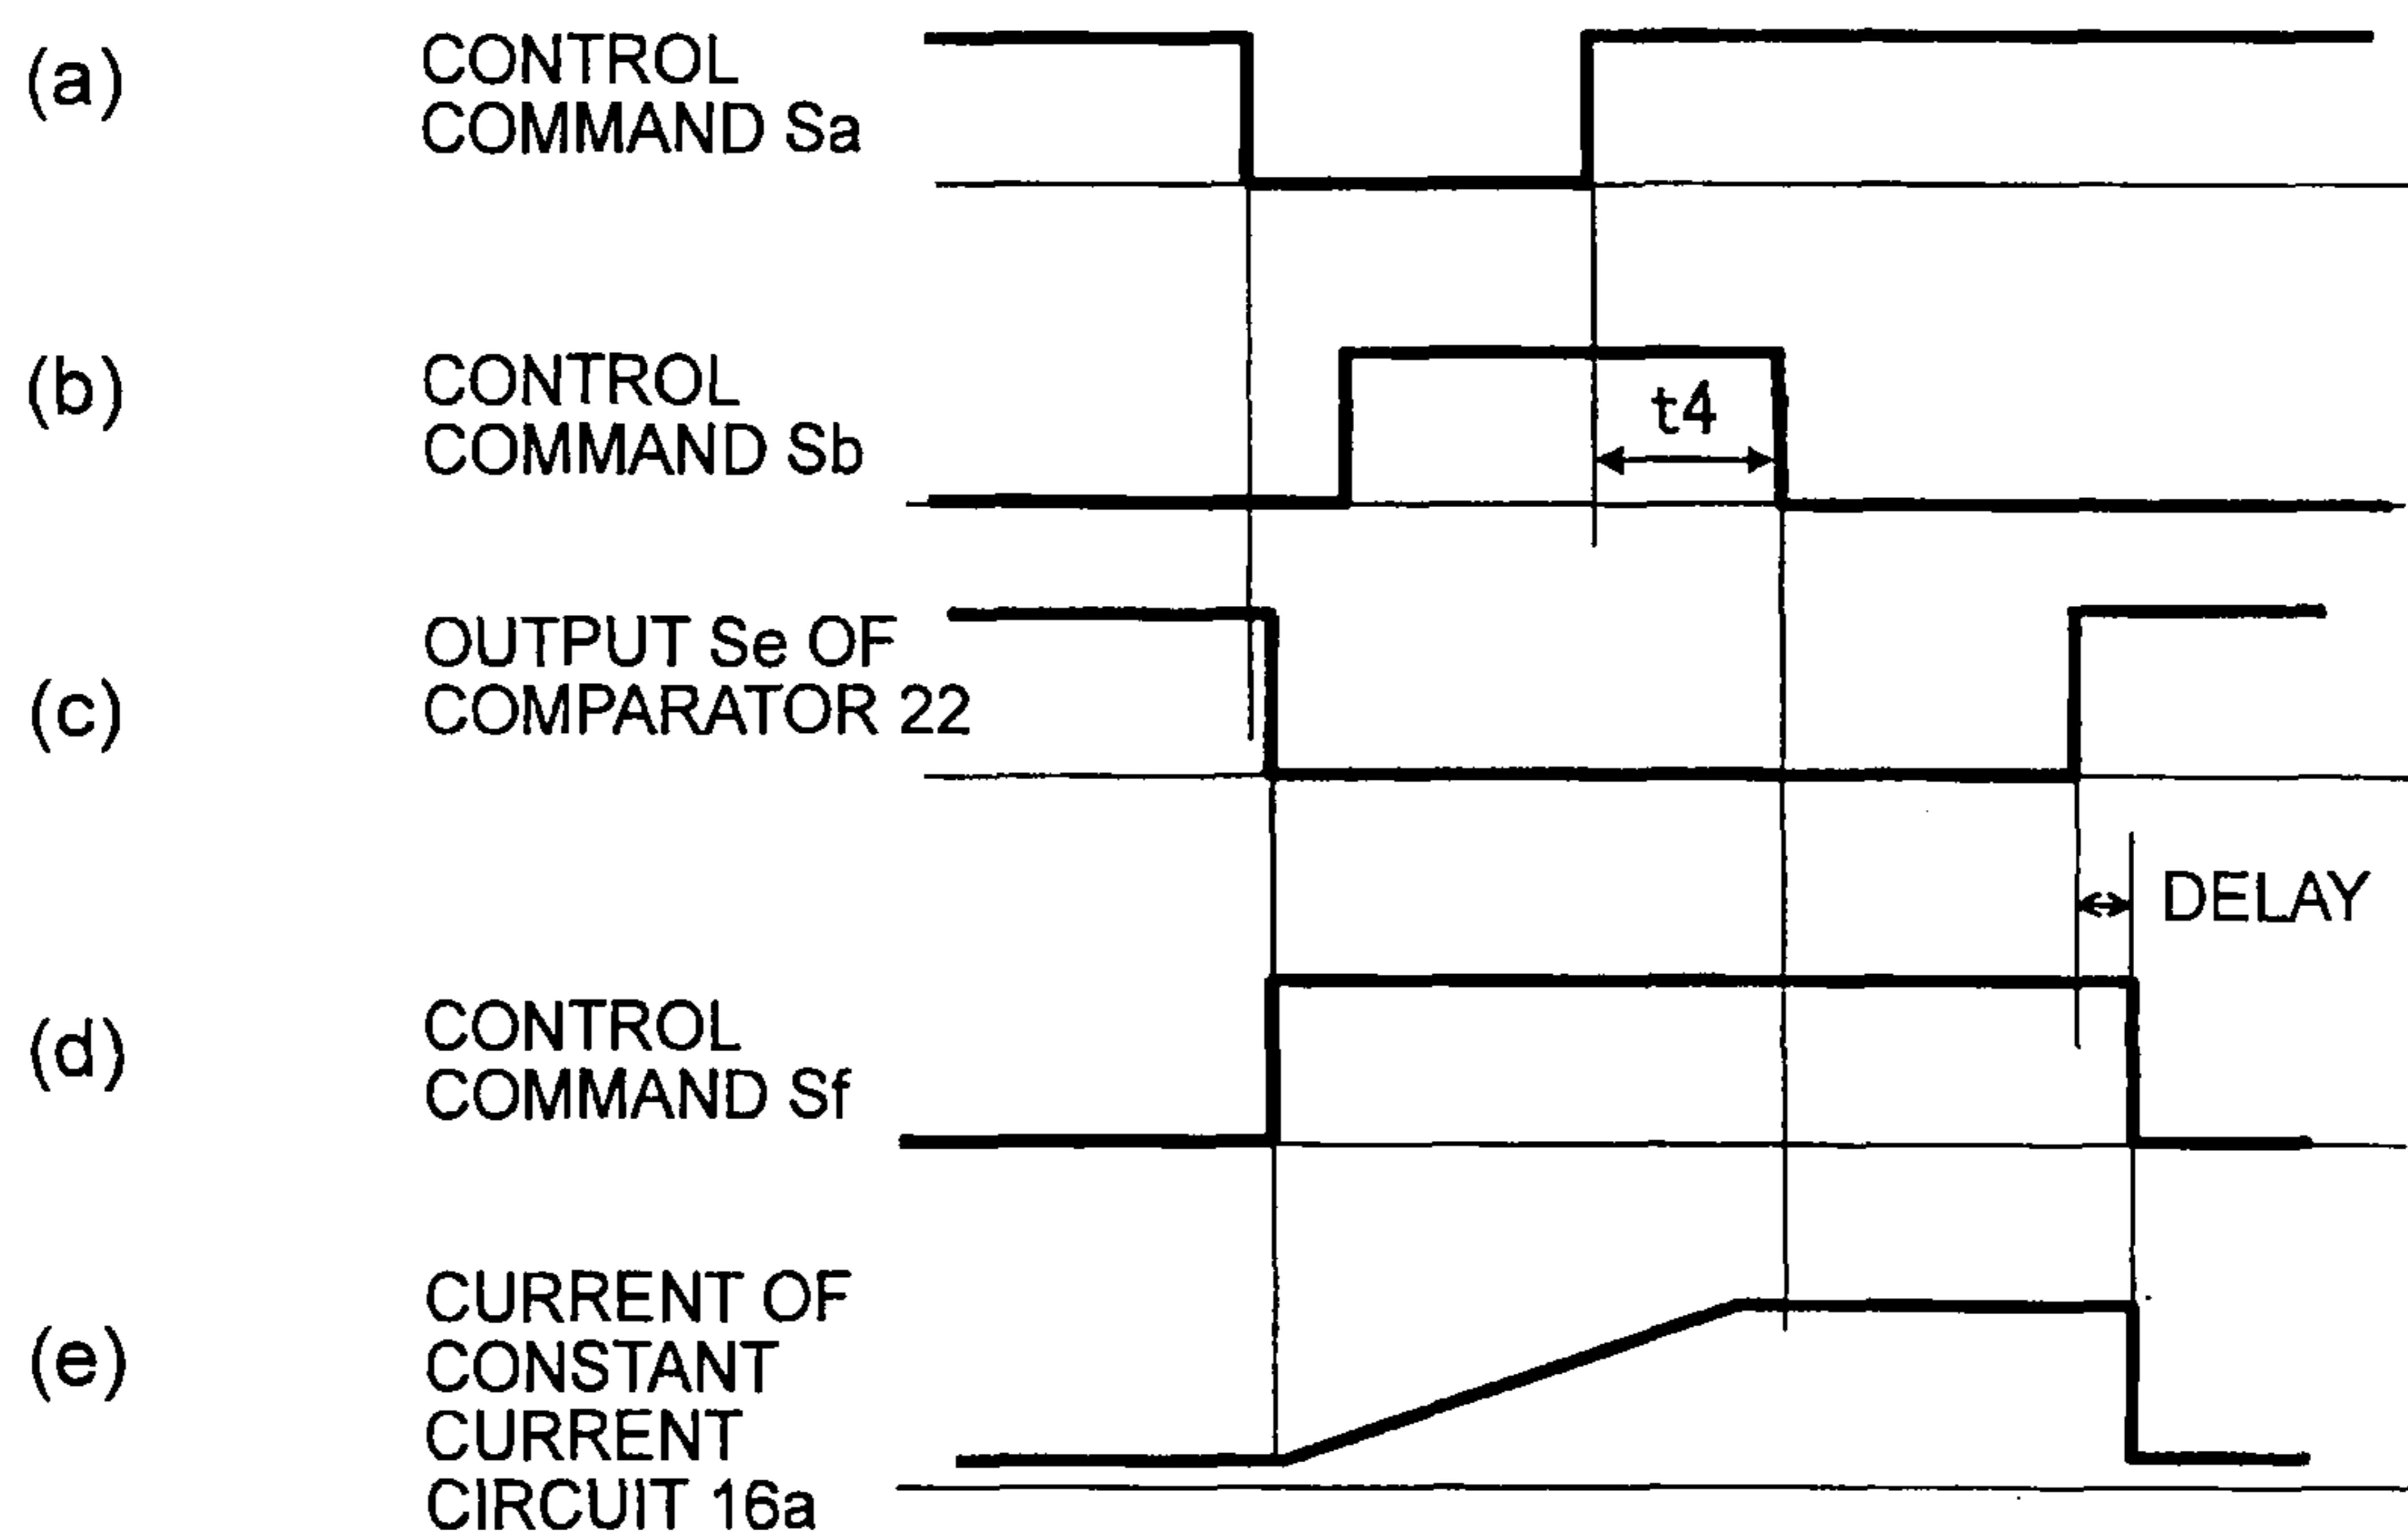 (a)
CONTROL
COMMAND Sa
(b)
CONTROL
COMMAND Sb
t4
(c)
OUTPUT Se OF
COMPARATOR 22
DELAY
(d)
CONTROL
COMMAND Sf
(e)
CURRENT OF
CONSTANT
CURRENT
CIRCUIT 16a